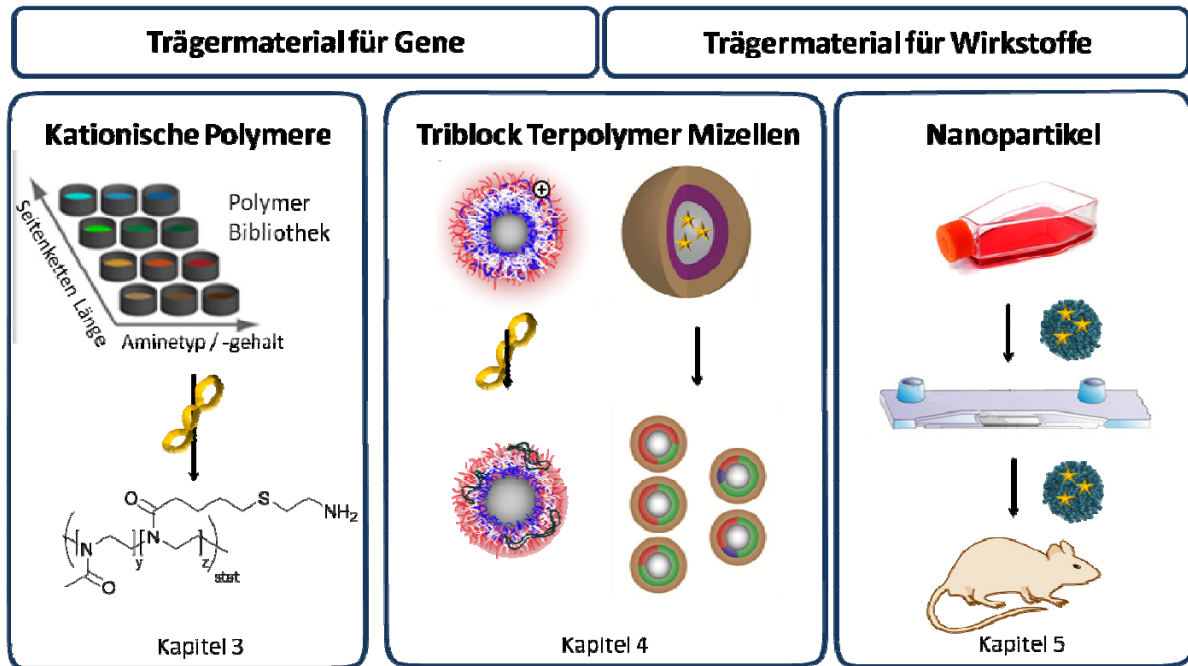 Trägermaterial für Gene
Trägermaterial für Wirkstoffe
Kationische Polymere
Polymer
Bibliothek
Seitenketten Länge
Aminetyp / -gehalt
O
S
NH₂
N
N
y
z
stat
O
Kapitel 3
Triblock Terpolymer Mizellen
+
Kapitel 4
Nanopartikel
Kapitel 5